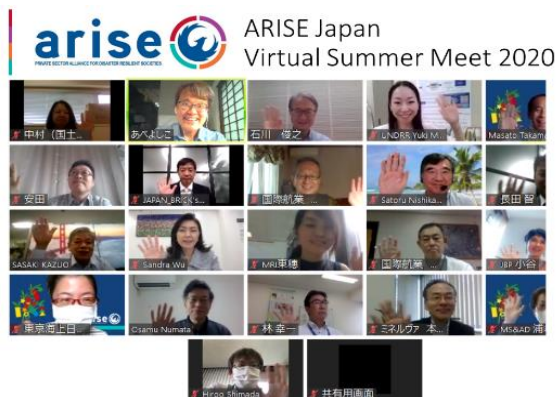 arise
PRIVATE SECTOR ALLIANCE FOR DISASTER RESILIENT SOCIETIES
ARISE Japan
Virtual Summer Meet 2020
中村（国士...
あべよしこ
石川 俊之
UNDRR Yuki M...
Masato Takam
安田
JAPAN_BRICK's...
国際航業
Satoru Nishika...
長田 智
SASAKI KAZUO
Sandra Wu
MRI東穂
国際航業
JBP 小谷
東京海上日...
Osamu Numata
林 幸一
ミネルヴァ 本...
MS&AD 浦
Hiroo Shimada
共有用画面